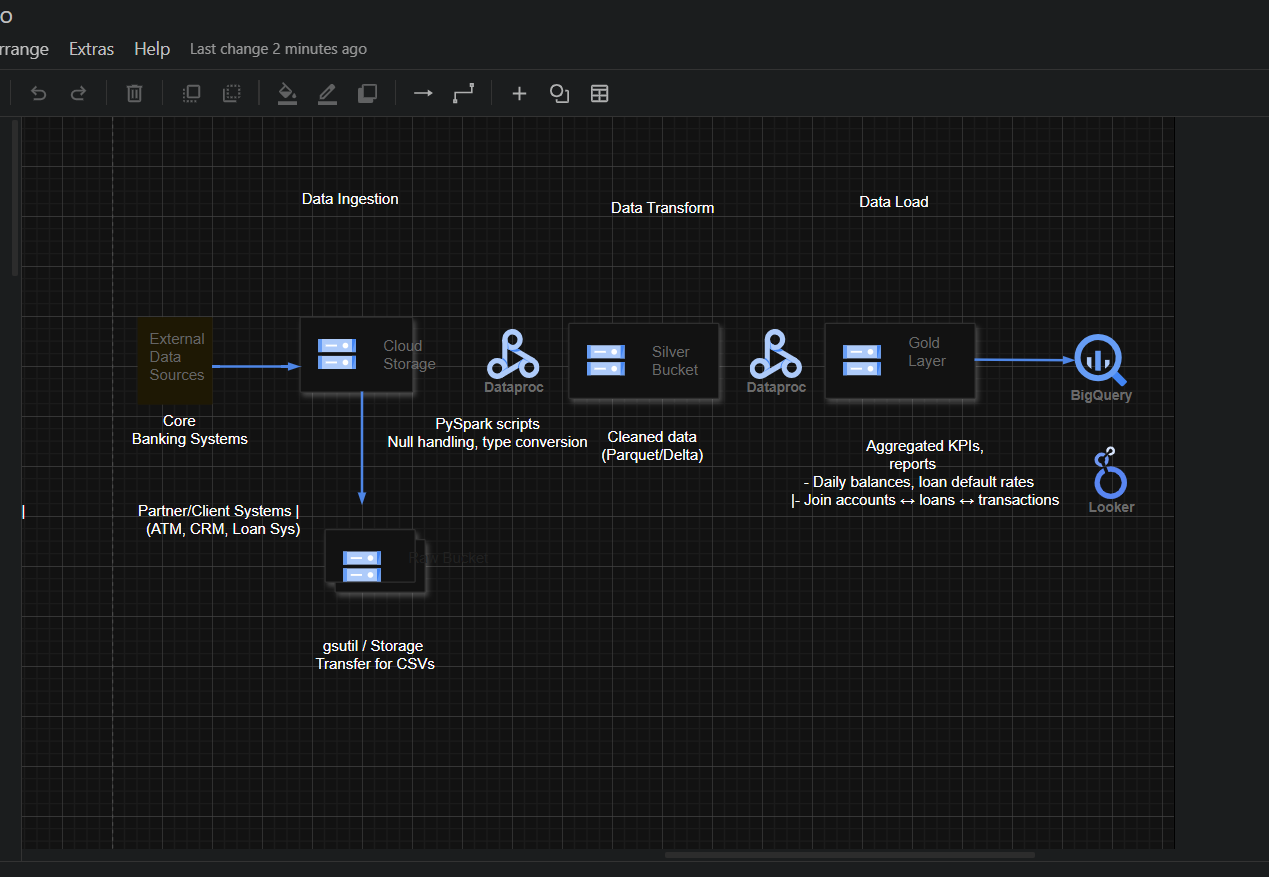 O
rrange Extras Help Last change 2 minutes ago
Data Ingestion
Data Transform
Data Load
External
Data
Sources
Cloud
Storage
Dataproc
Silver
Bucket
Dataproc
Gold
Layer
BigQuery
Core
Banking Systems
PySpark scripts
Null handling, type conversion
Cleaned data
(Parquet/Delta)
Aggregated KPIs,
reports
- Daily balances, loan default rates
|- Join accounts ↔ loans ↔ transactions
Looker
|
Partner/Client Systems |
(ATM, CRM, Loan Sys)
Raw Bucket
gsutil / Storage
Transfer for CSVs